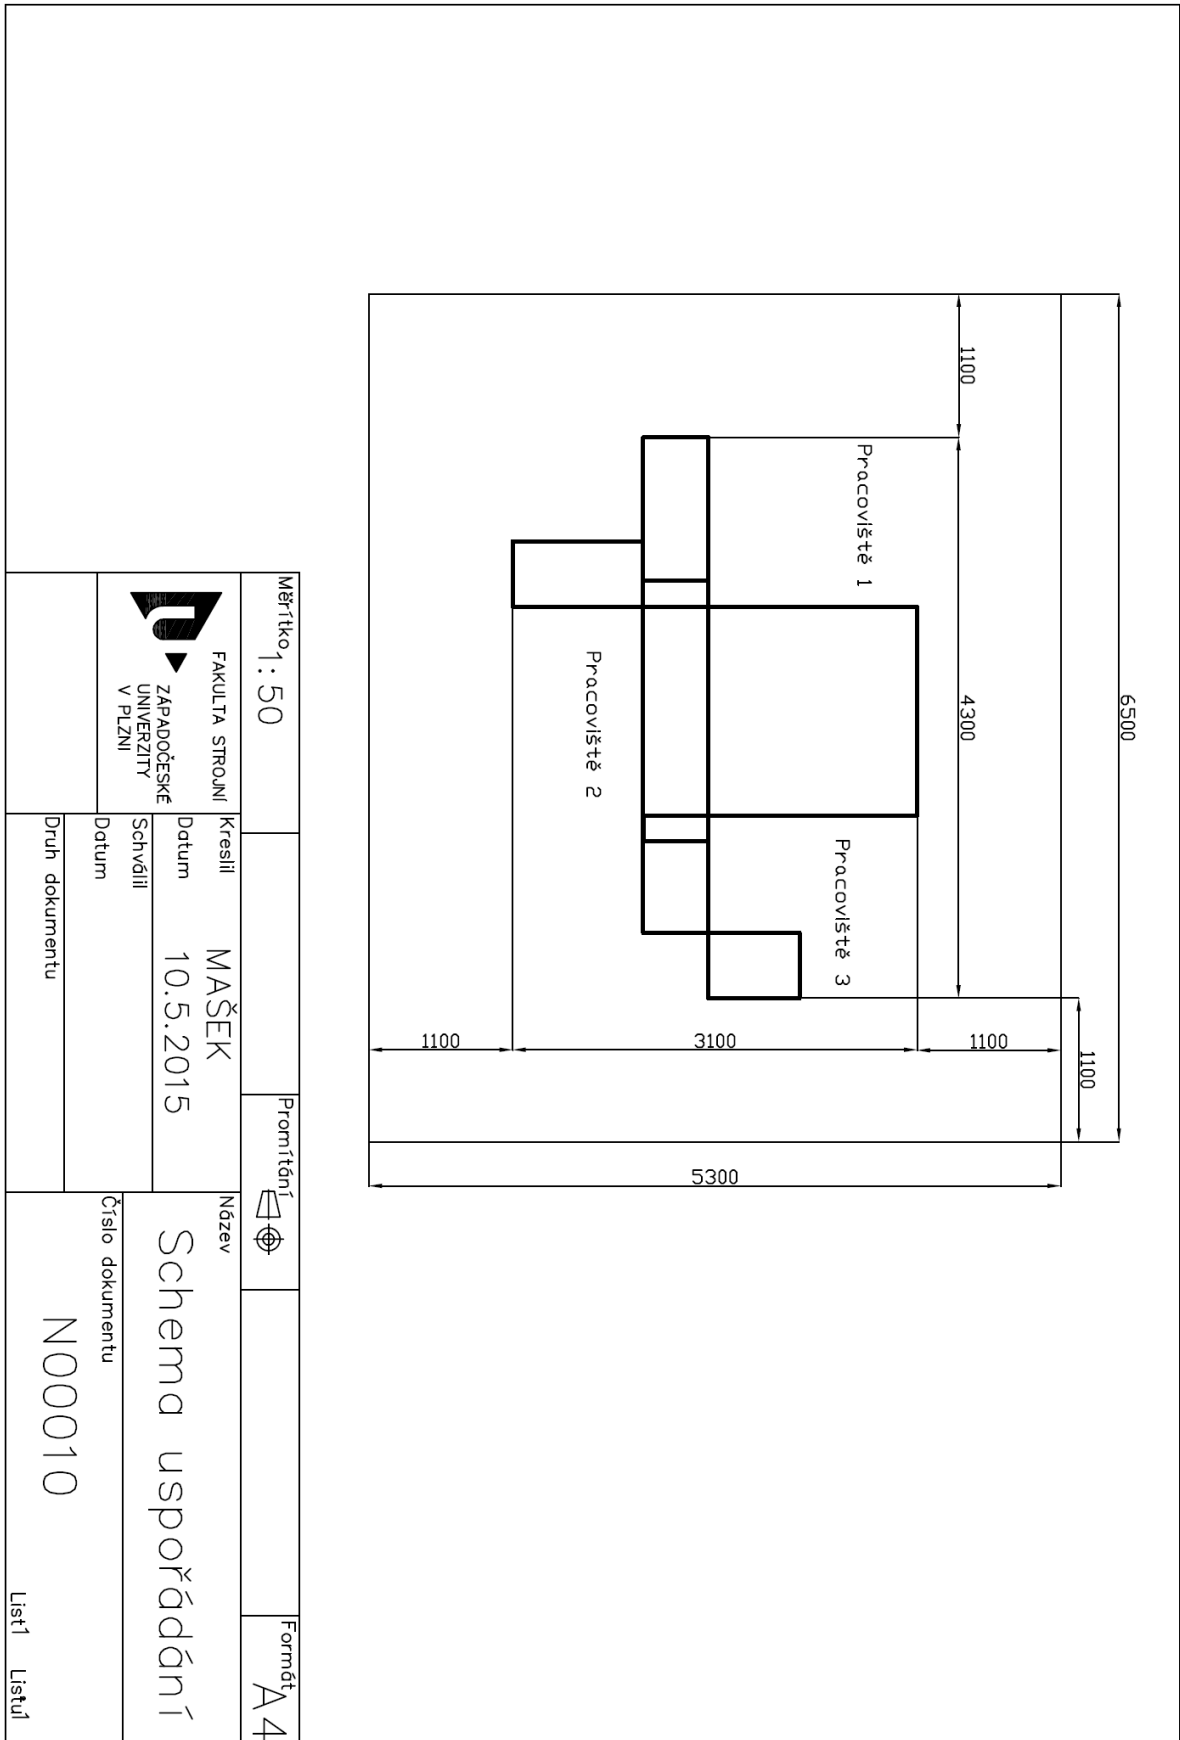 6500
1100
4300
1100
Pracoviště 1
Pracoviště 2
Pracoviště 3
1100
3100
1100
5300
Měřítko 1:50
Promítání
Formát A4
FAKULTA STROJNÍ
ZÁPADOČESKÉ
UNIVERZITY
V PLZNI
Kreslil MAŠEK
Datum 10.5.2015
Schválil
Datum
Druh dokumentu
Název
Schema uspořádání
Číslo dokumentu
N00010
List1 Listu1